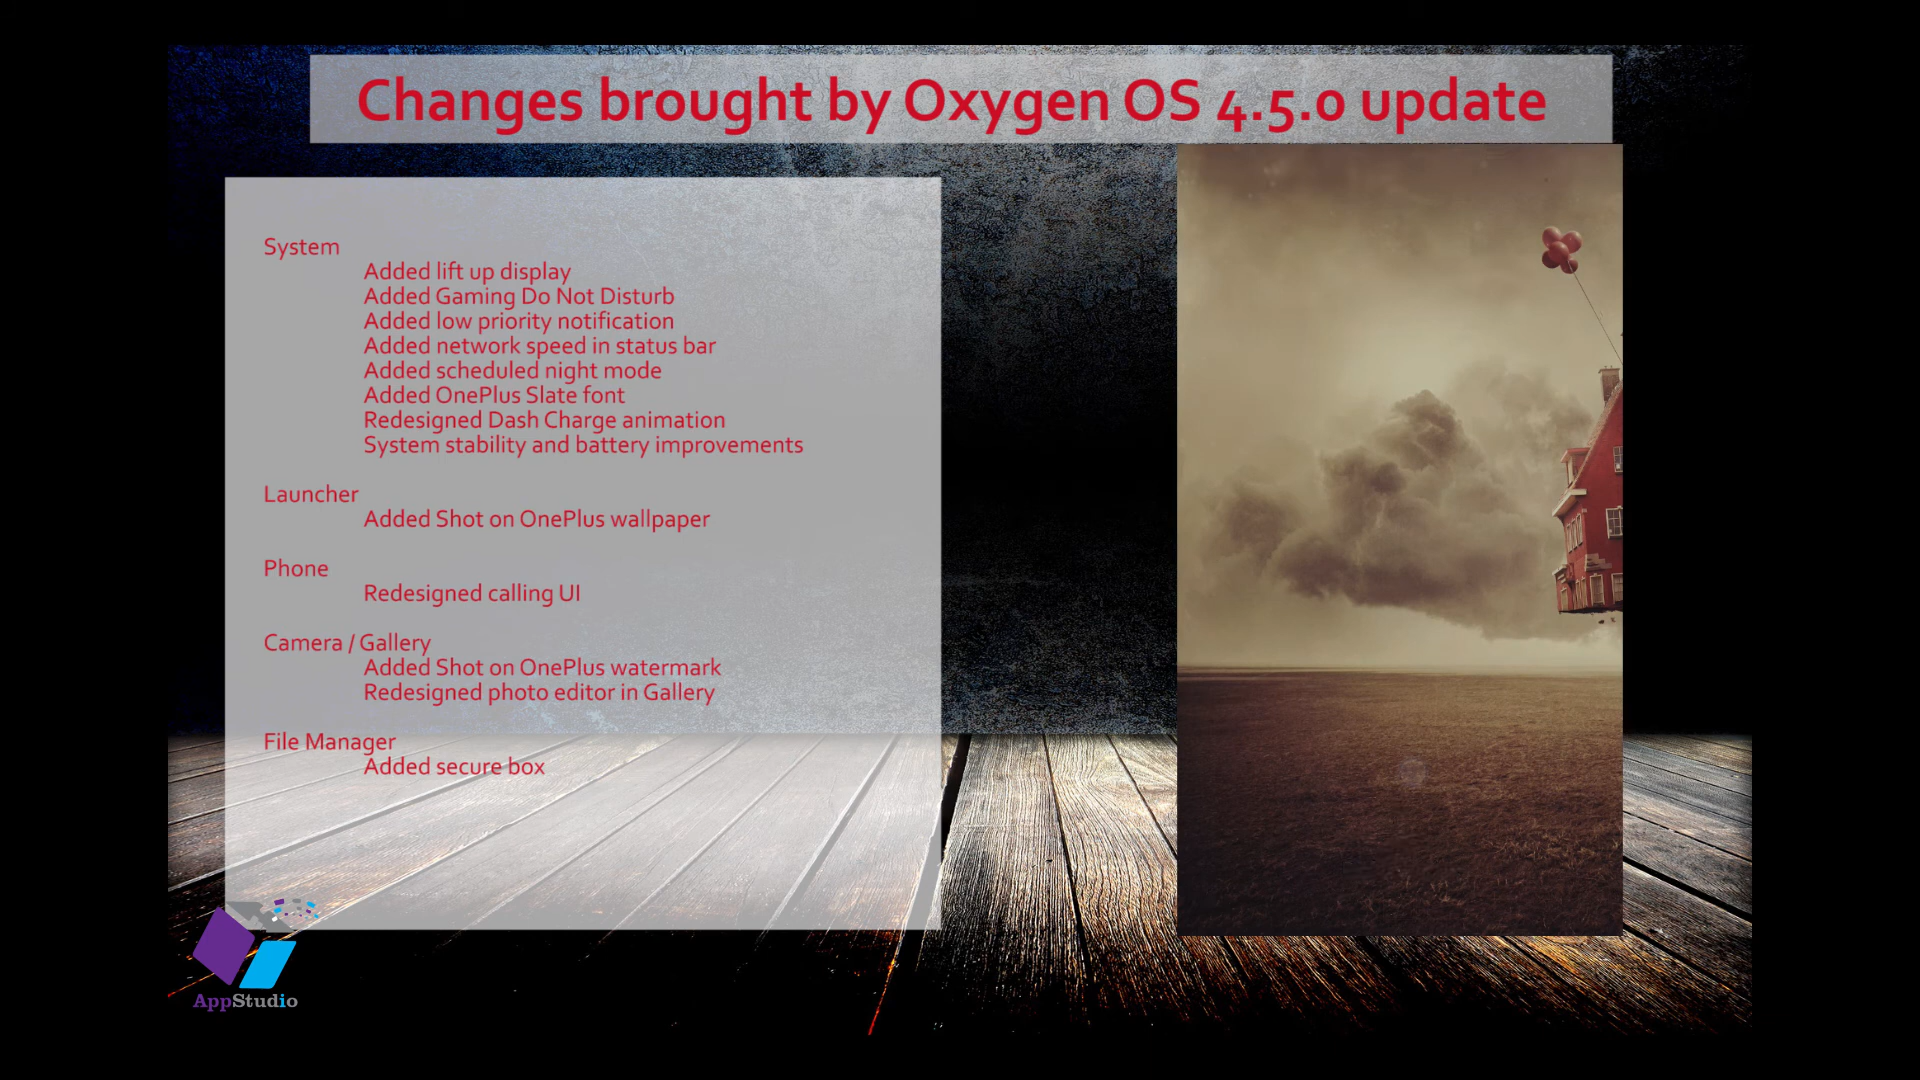 Changes brought by Oxygen OS 4.5.0 update
System
Added lift up display
Added Gaming Do Not Disturb
Added low priority notification
Added network speed in status bar
Added scheduled night mode
Added OnePlus Slate font
Redesigned Dash Charge animation
System stability and battery improvements
Launcher
Added Shot on OnePlus wallpaper
Phone
Redesigned calling UI
Camera / Gallery
Added Shot on OnePlus watermark
Redesigned photo editor in Gallery
File Manager
Added secure box
AppStudio